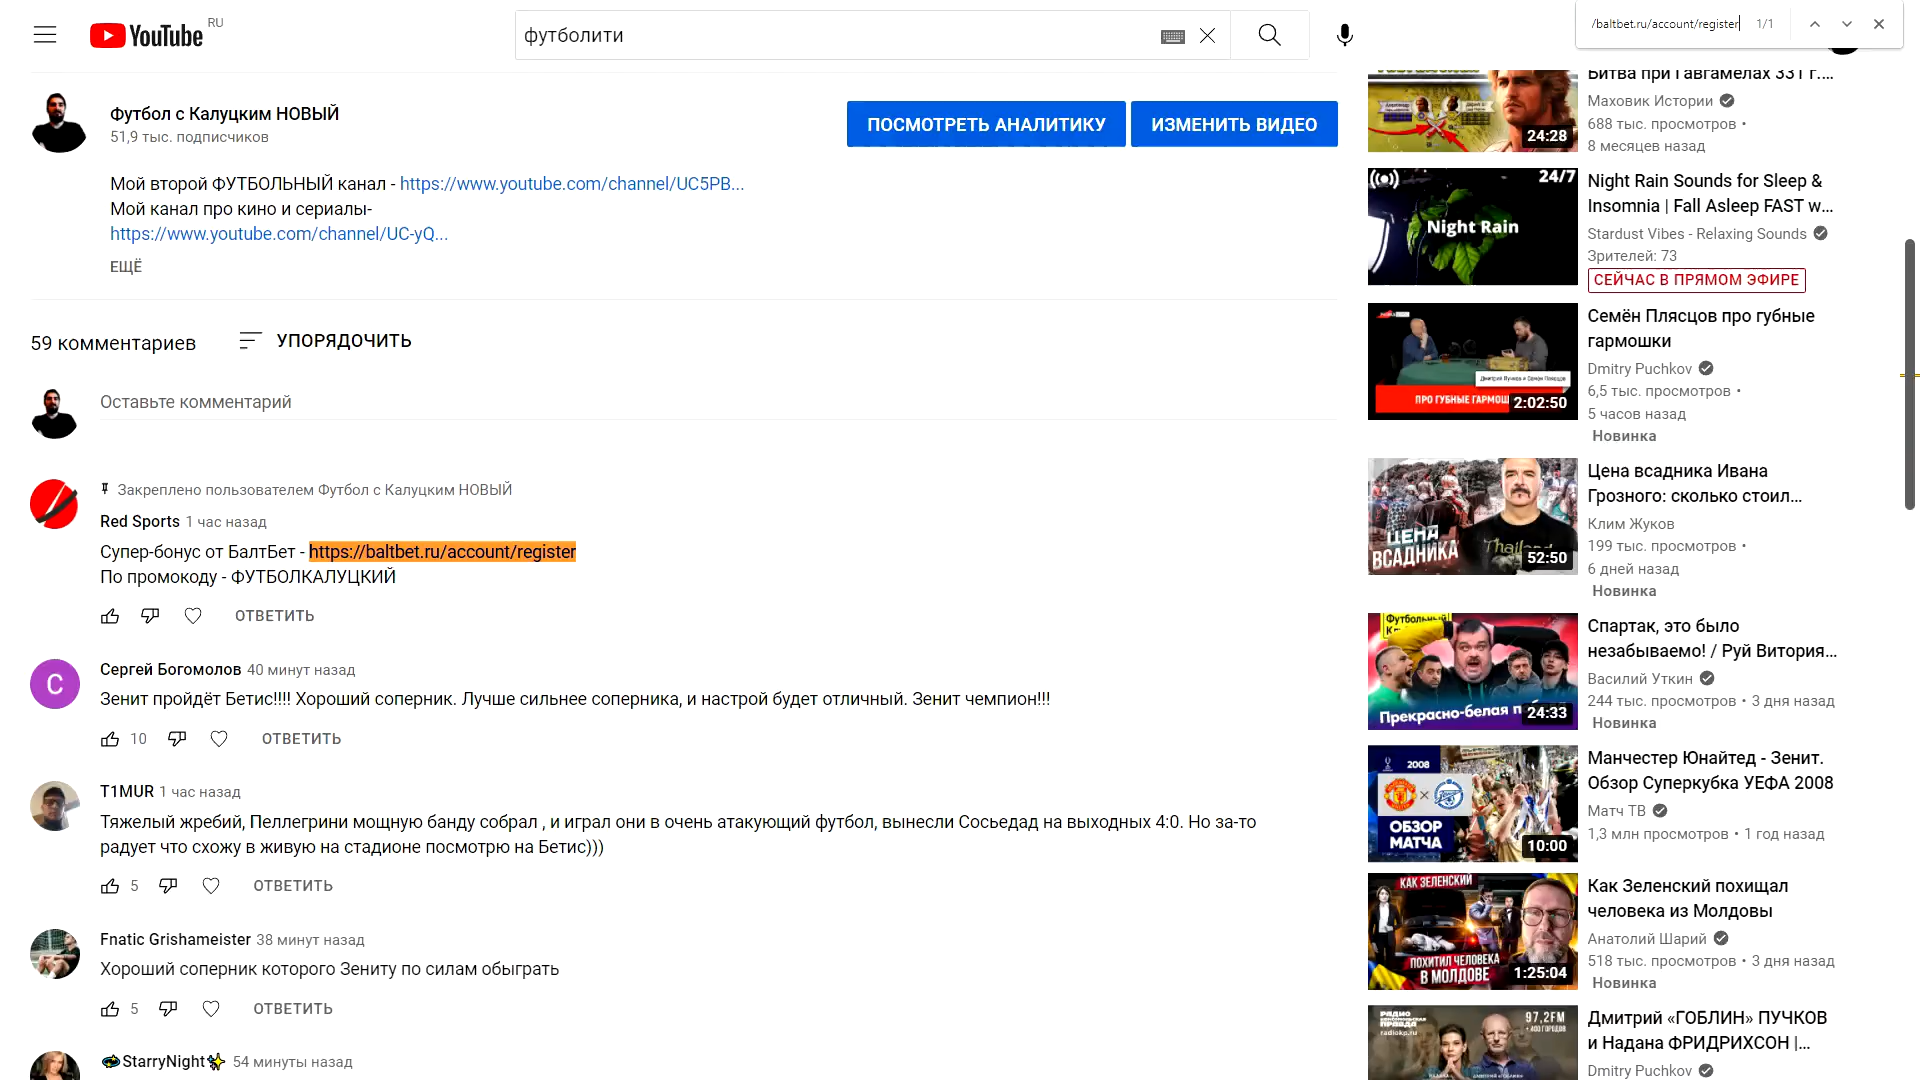 YouTube RU
футболити
/baltbet.ru/account/register 1/1
Футбол с Калуцким НОВЫЙ
51,9 тыс. подписчиков
ПОСМОТРЕТЬ АНАЛИТИКУ
ИЗМЕНИТЬ ВИДЕО
Мой второй ФУТБОЛЬНЫЙ канал - https://www.youtube.com/channel/UC5PB...
Мой канал про кино и сериалы-
https://www.youtube.com/channel/UC-yQ...
ЕЩЁ
59 комментариев
УПОРЯДОЧИТЬ
Оставьте комментарий
Закреплено пользователем Футбол с Калуцким НОВЫЙ
Red Sports 1 час назад
Супер-бонус от БалтБет - https://baltbet.ru/account/register
По промокоду - ФУТБОЛКАЛУЦКИЙ
ОТВЕТИТЬ
С
Сергей Богомолов 40 минут назад
Зенит пройдёт Бетис!!!! Хороший соперник. Лучше сильнее соперника, и настрой будет отличный. Зенит чемпион!!!
10 ОТВЕТИТЬ
T1MUR 1 час назад
Тяжелый жребий, Пеллегрини мощную банду собрал , и играл они в очень атакующий футбол, вынесли Сосьедад на выходных 4:0. Но за-то
радует что схожу в живую на стадионе посмотрю на Бетис)))
5 ОТВЕТИТЬ
Fnatic Grishameister 38 минут назад
Хороший соперник которого Зениту по силам обыграть
5 ОТВЕТИТЬ
StarryNight 54 минуты назад
24:28
Битва при Гавгамелах 331 г....
Маховик Истории
688 тыс. просмотров •
8 месяцев назад
24/7
Night Rain
Night Rain Sounds for Sleep &
Insomnia | Fall Asleep FAST w...
Stardust Vibes - Relaxing Sounds
Зрителей: 73
СЕЙЧАС В ПРЯМОМ ЭФИРЕ
Дмитрий Пучков и Семён Плясцов
ПРО ГУБНЫЕ ГАРМОШ
2:02:50
Семён Плясцов про губные
гармошки
Dmitry Puchkov
6,5 тыс. просмотров •
5 часов назад
Новинка
ЦЕНА
ВСАДНИКА
Thailand
52:50
Цена всадника Ивана
Грозного: сколько стоил...
Клим Жуков
199 тыс. просмотров •
6 дней назад
Новинка
Футбольный
Прекрасно-белая
24:33
Спартак, это было
незабываемо! / Руй Витория...
Василий Уткин
244 тыс. просмотров • 3 дня назад
Новинка
2008
ОБЗОР
МАТЧА
10:00
Манчестер Юнайтед - Зенит.
Обзор Суперкубка УЕФА 2008
Матч ТВ
1,3 млн просмотров • 1 год назад
КАК ЗЕЛЕНСКИЙ
ПОХИТИЛ ЧЕЛОВЕКА
В МОЛДОВЕ
1:25:04
Как Зеленский похищал
человека из Молдовы
Анатолий Шарий
518 тыс. просмотров • 3 дня назад
Новинка
РАДИО
КОМСОМОЛЬСКАЯ
ПРАВДА
radiokp.ru
97,2FM
+ 400 ГОРОДОВ
Дмитрий «ГОБЛИН» ПУЧКОВ
и Надана ФРИДРИХСОН |...
Dmitry Puchkov